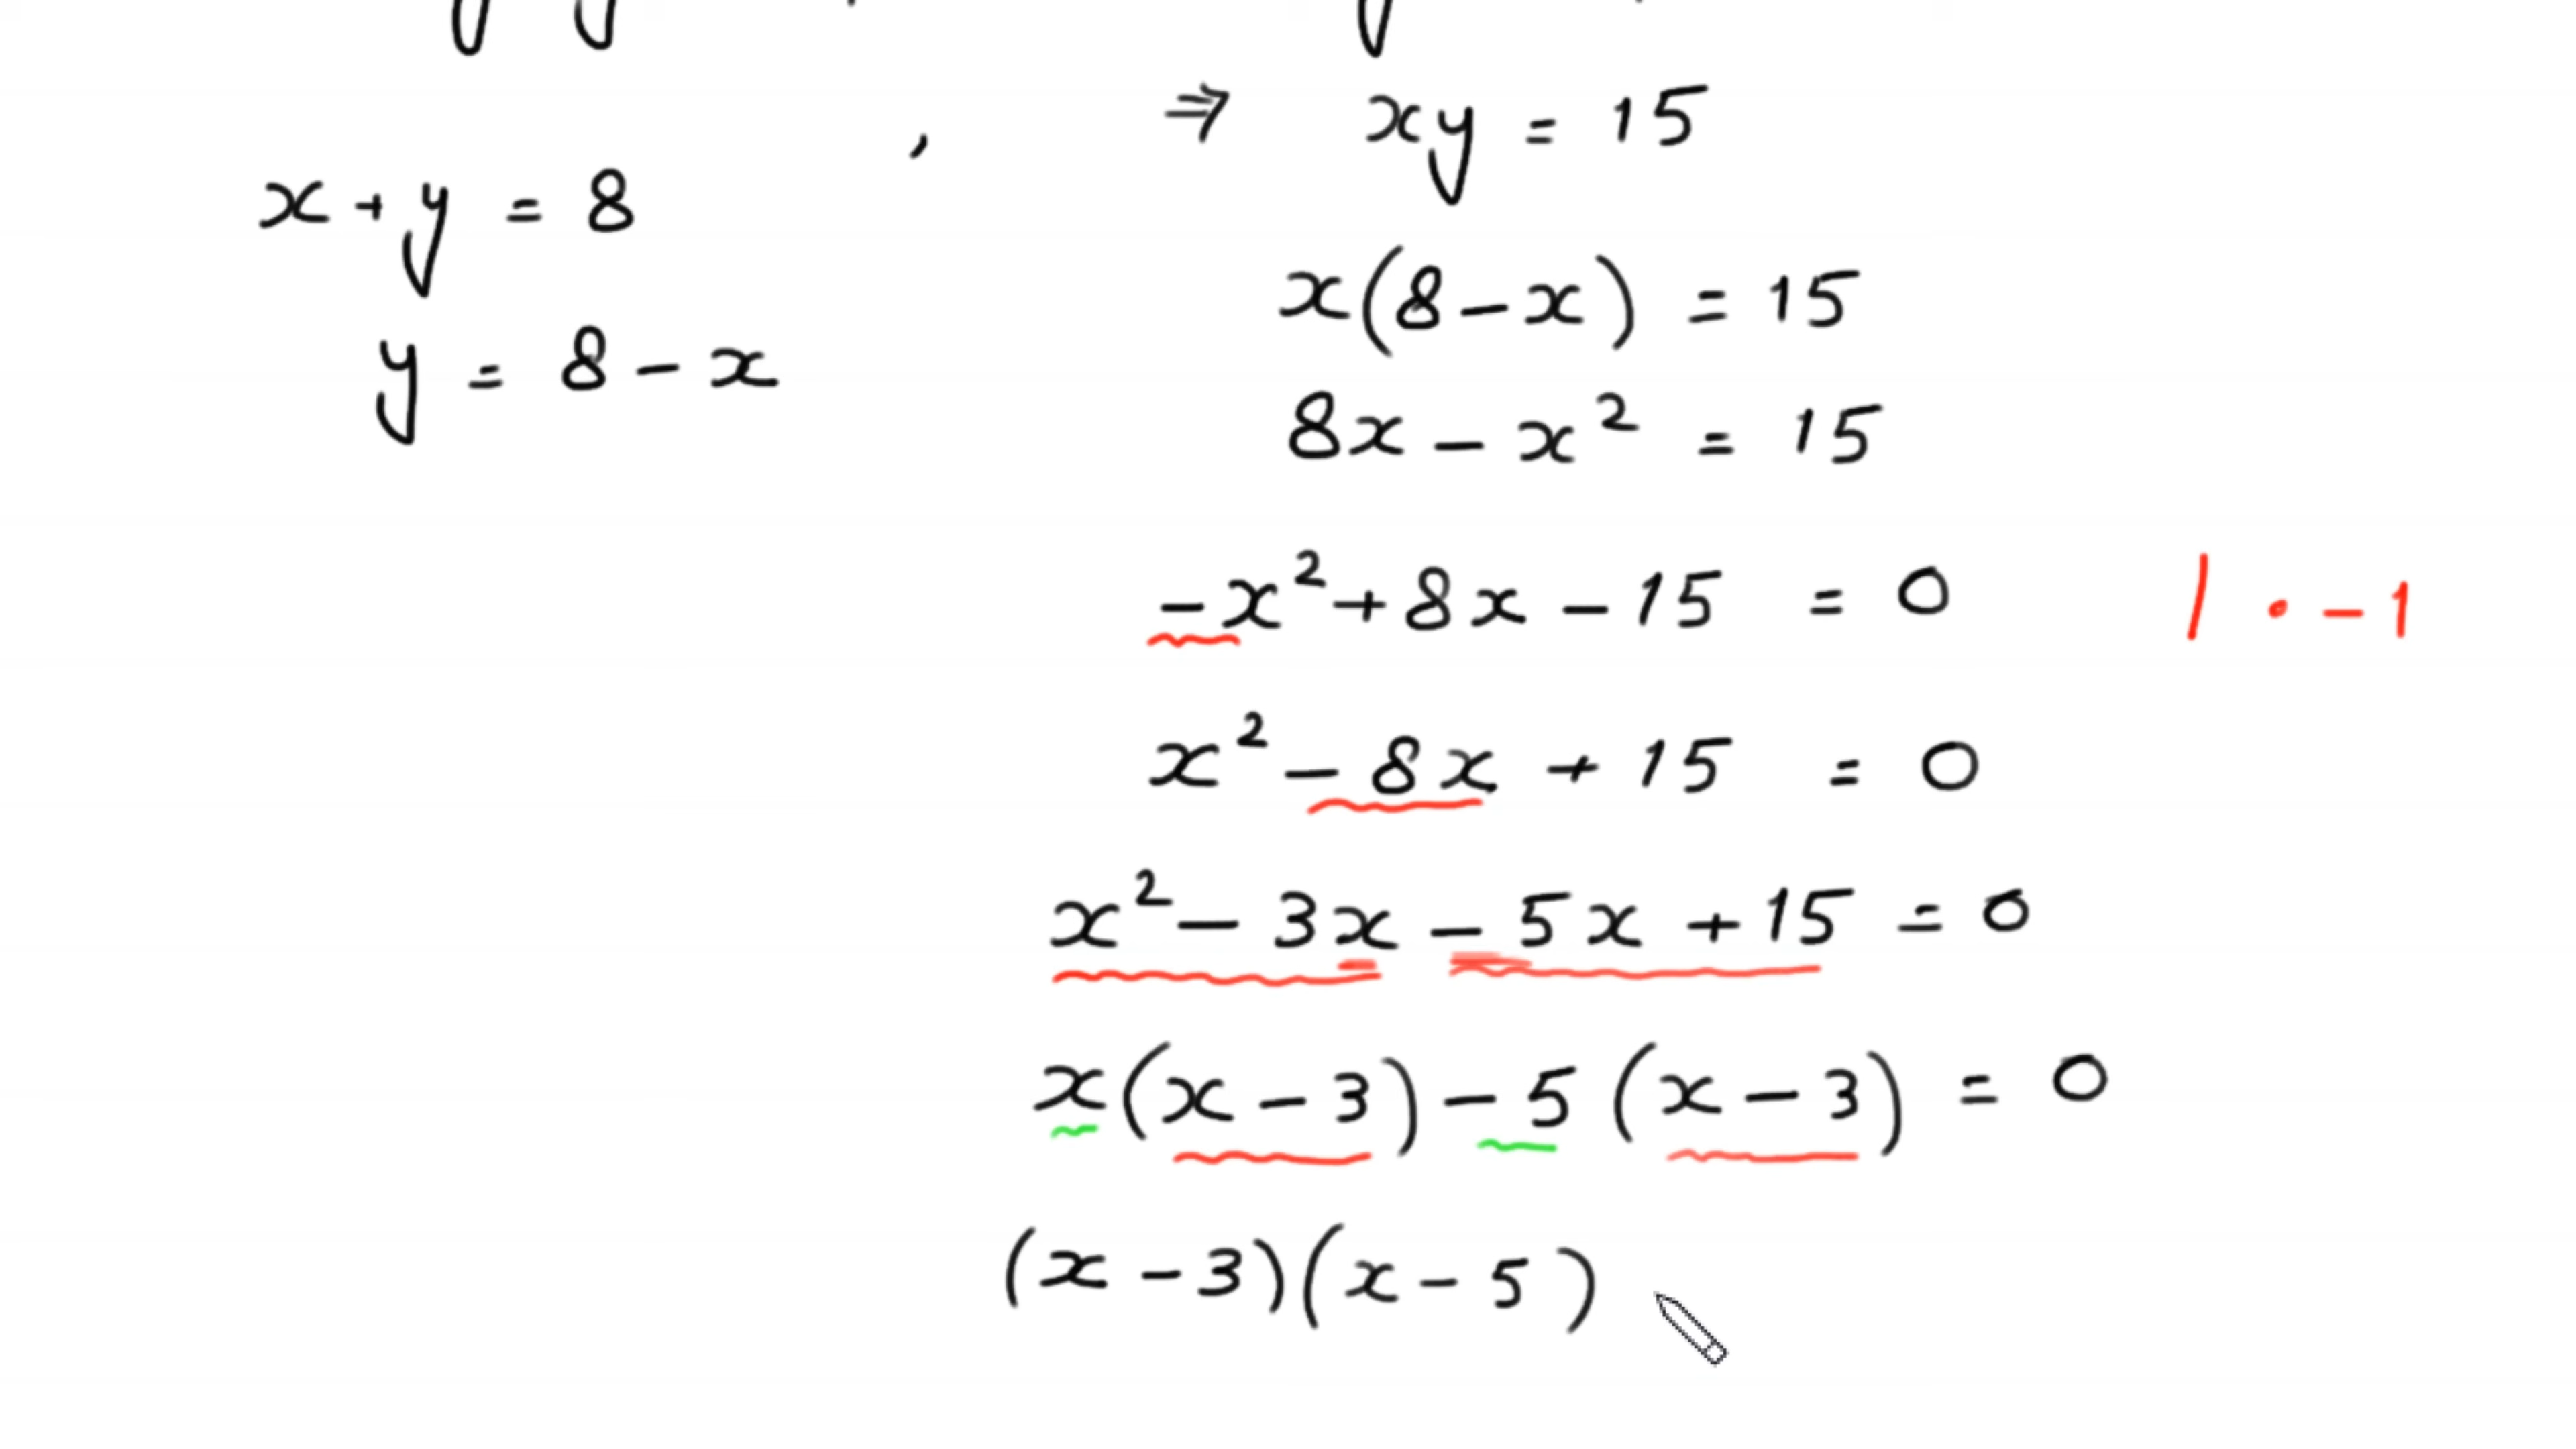 x + y = 8
y = 8 - x
,
⇒ xy = 15
x(8 - x) = 15
8x - x² = 15
-x² + 8x - 15 = 0 | · -1
x² - 8x + 15 = 0
x² - 3x - 5x + 15 = 0
x(x - 3) - 5(x - 3) = 0
(x - 3)(x - 5)